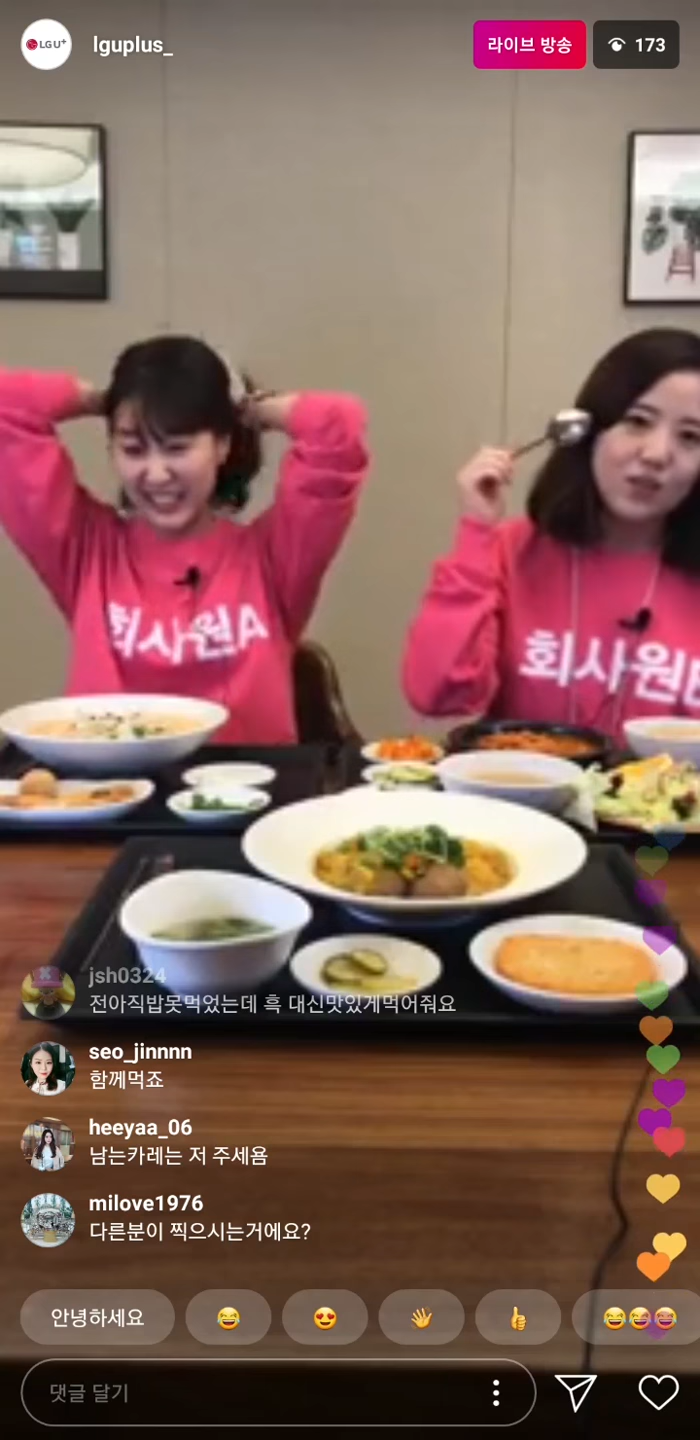 LGU+
lguplus_
라이브 방송
173
회사원A
회사원
jsh0324
전아직밥못먹었는데 흑 대신맛있게먹어줘요
seo_jinnnn
함께먹죠
heeyaa_06
남는카레는 저 주세욤
milove1976
다른분이 찍으시는거에요?
안녕하세요
댓글 달기